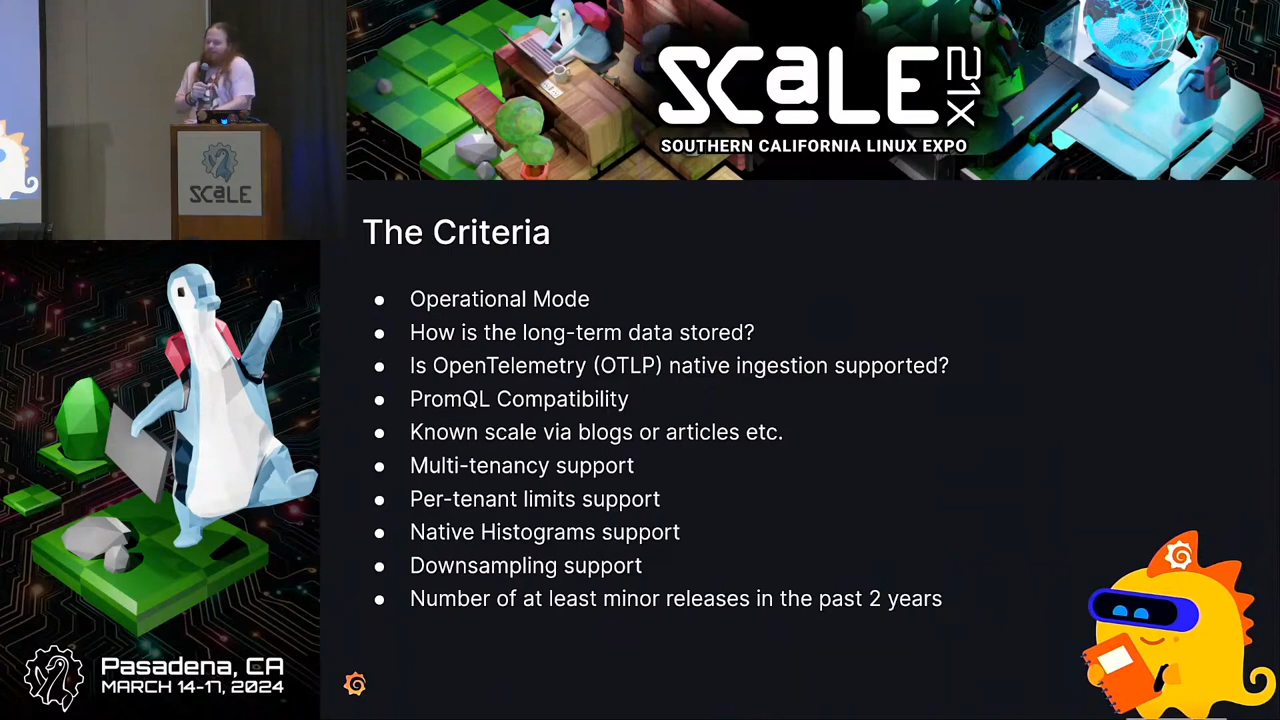 SCALE 21X
SOUTHERN CALIFORNIA LINUX EXPO
SCALE
The Criteria
● Operational Mode
● How is the long-term data stored?
● Is OpenTelemetry (OTLP) native ingestion supported?
● PromQL Compatibility
● Known scale via blogs or articles etc.
● Multi-tenancy support
● Per-tenant limits support
● Native Histograms support
● Downsampling support
● Number of at least minor releases in the past 2 years
Pasadena, CA
MARCH 14-17, 2024